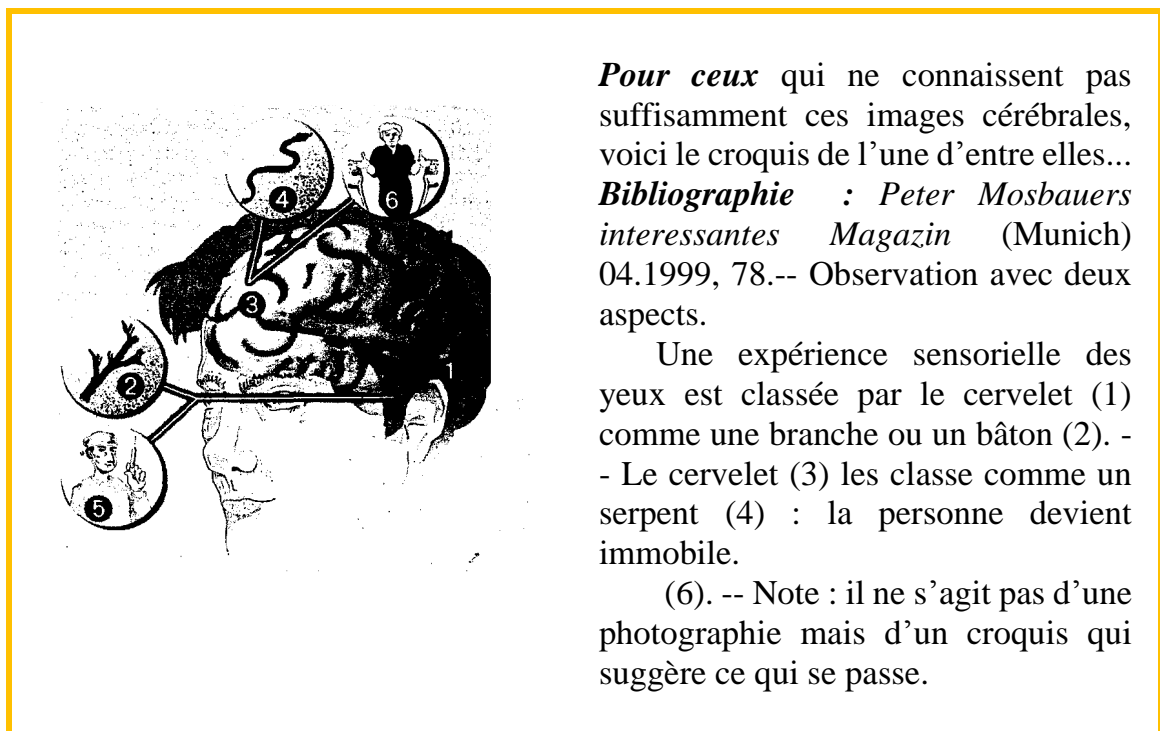 Pour ceux qui ne connaissent pas
suffisamment ces images cérébrales,
voici le croquis de l’une d’entre elles...
Bibliographie : Peter Mosbauers
interessantes Magazin (Munich)
04.1999, 78.-- Observation avec deux
aspects.
Une expérience sensorielle des
yeux est classée par le cervelet (1)
comme une branche ou un bâton (2). -
- Le cervelet (3) les classe comme un
serpent (4) : la personne devient
immobile.
(6). -- Note : il ne s’agit pas d’une
photographie mais d’un croquis qui
suggère ce qui se passe.
4
6
3
1
2
5